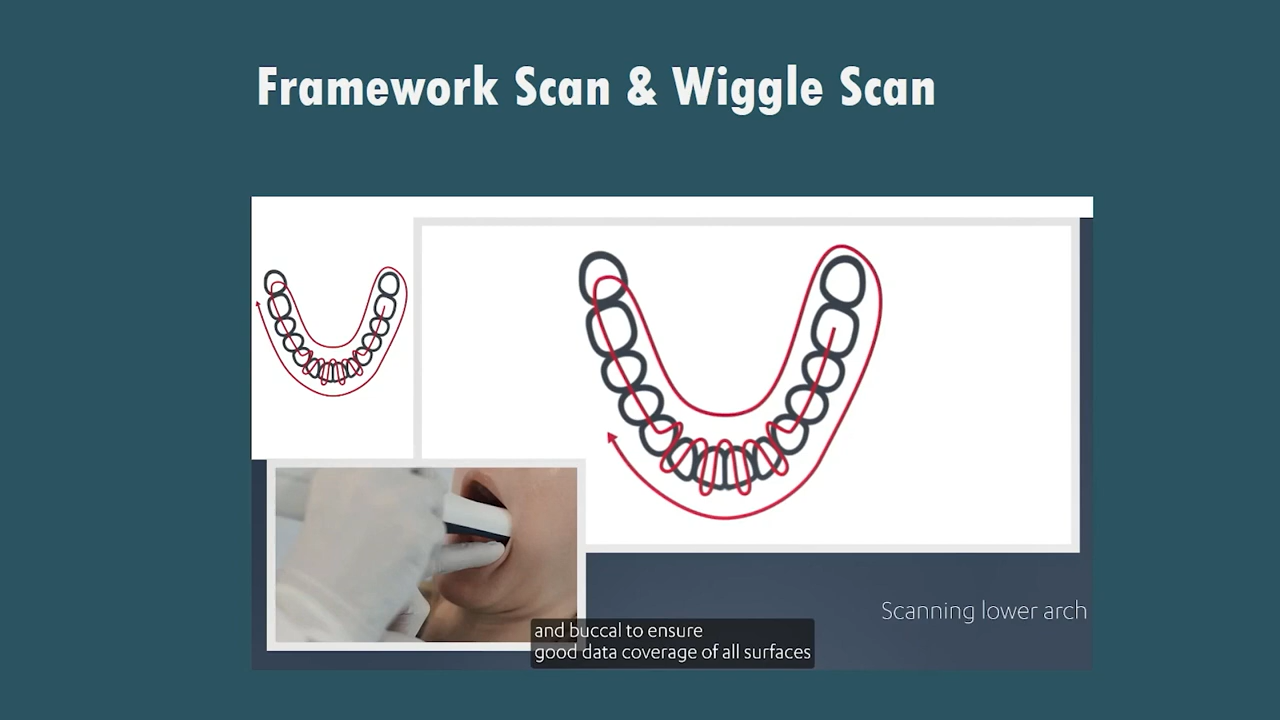 Framework Scan & Wiggle Scan
Scanning lower arch
and buccal to ensure
good data coverage of all surfaces